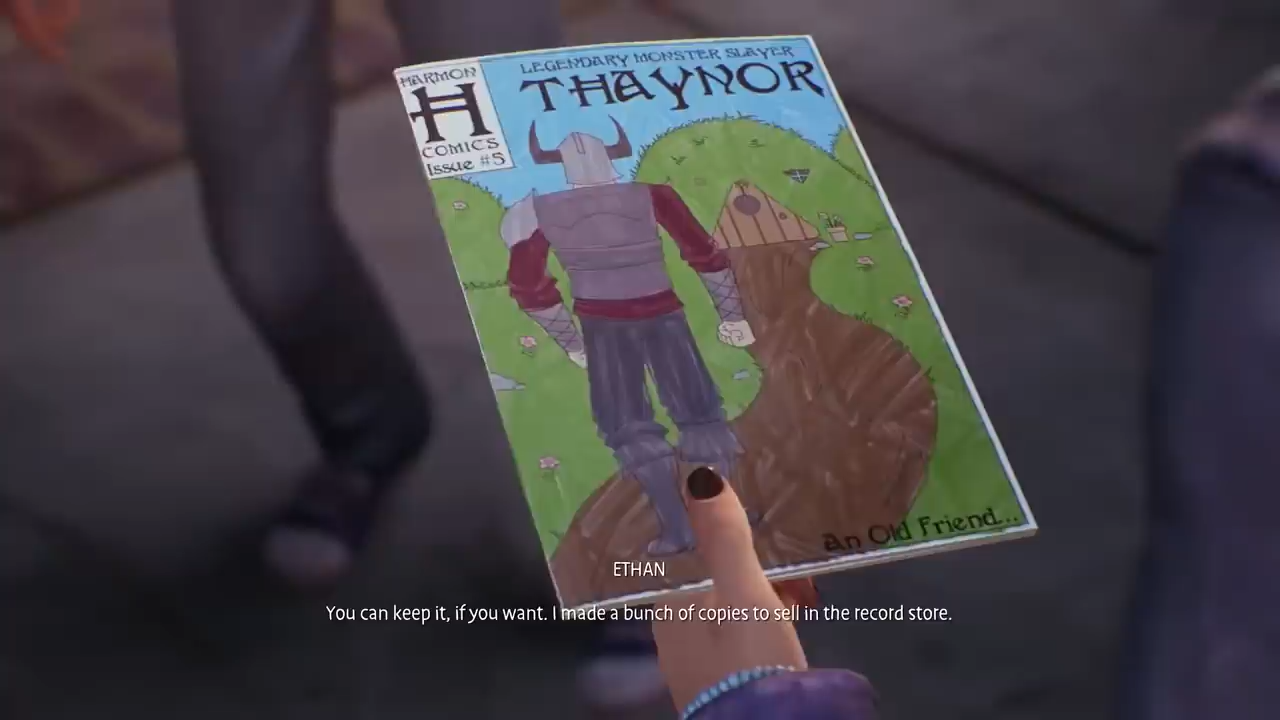 HARMON
H
COMICS
Issue #5
LEGENDARY MONSTER SLAYER
THAYNOR
An Old Friend...
ETHAN
You can keep it, if you want. I made a bunch of copies to sell in the record store.